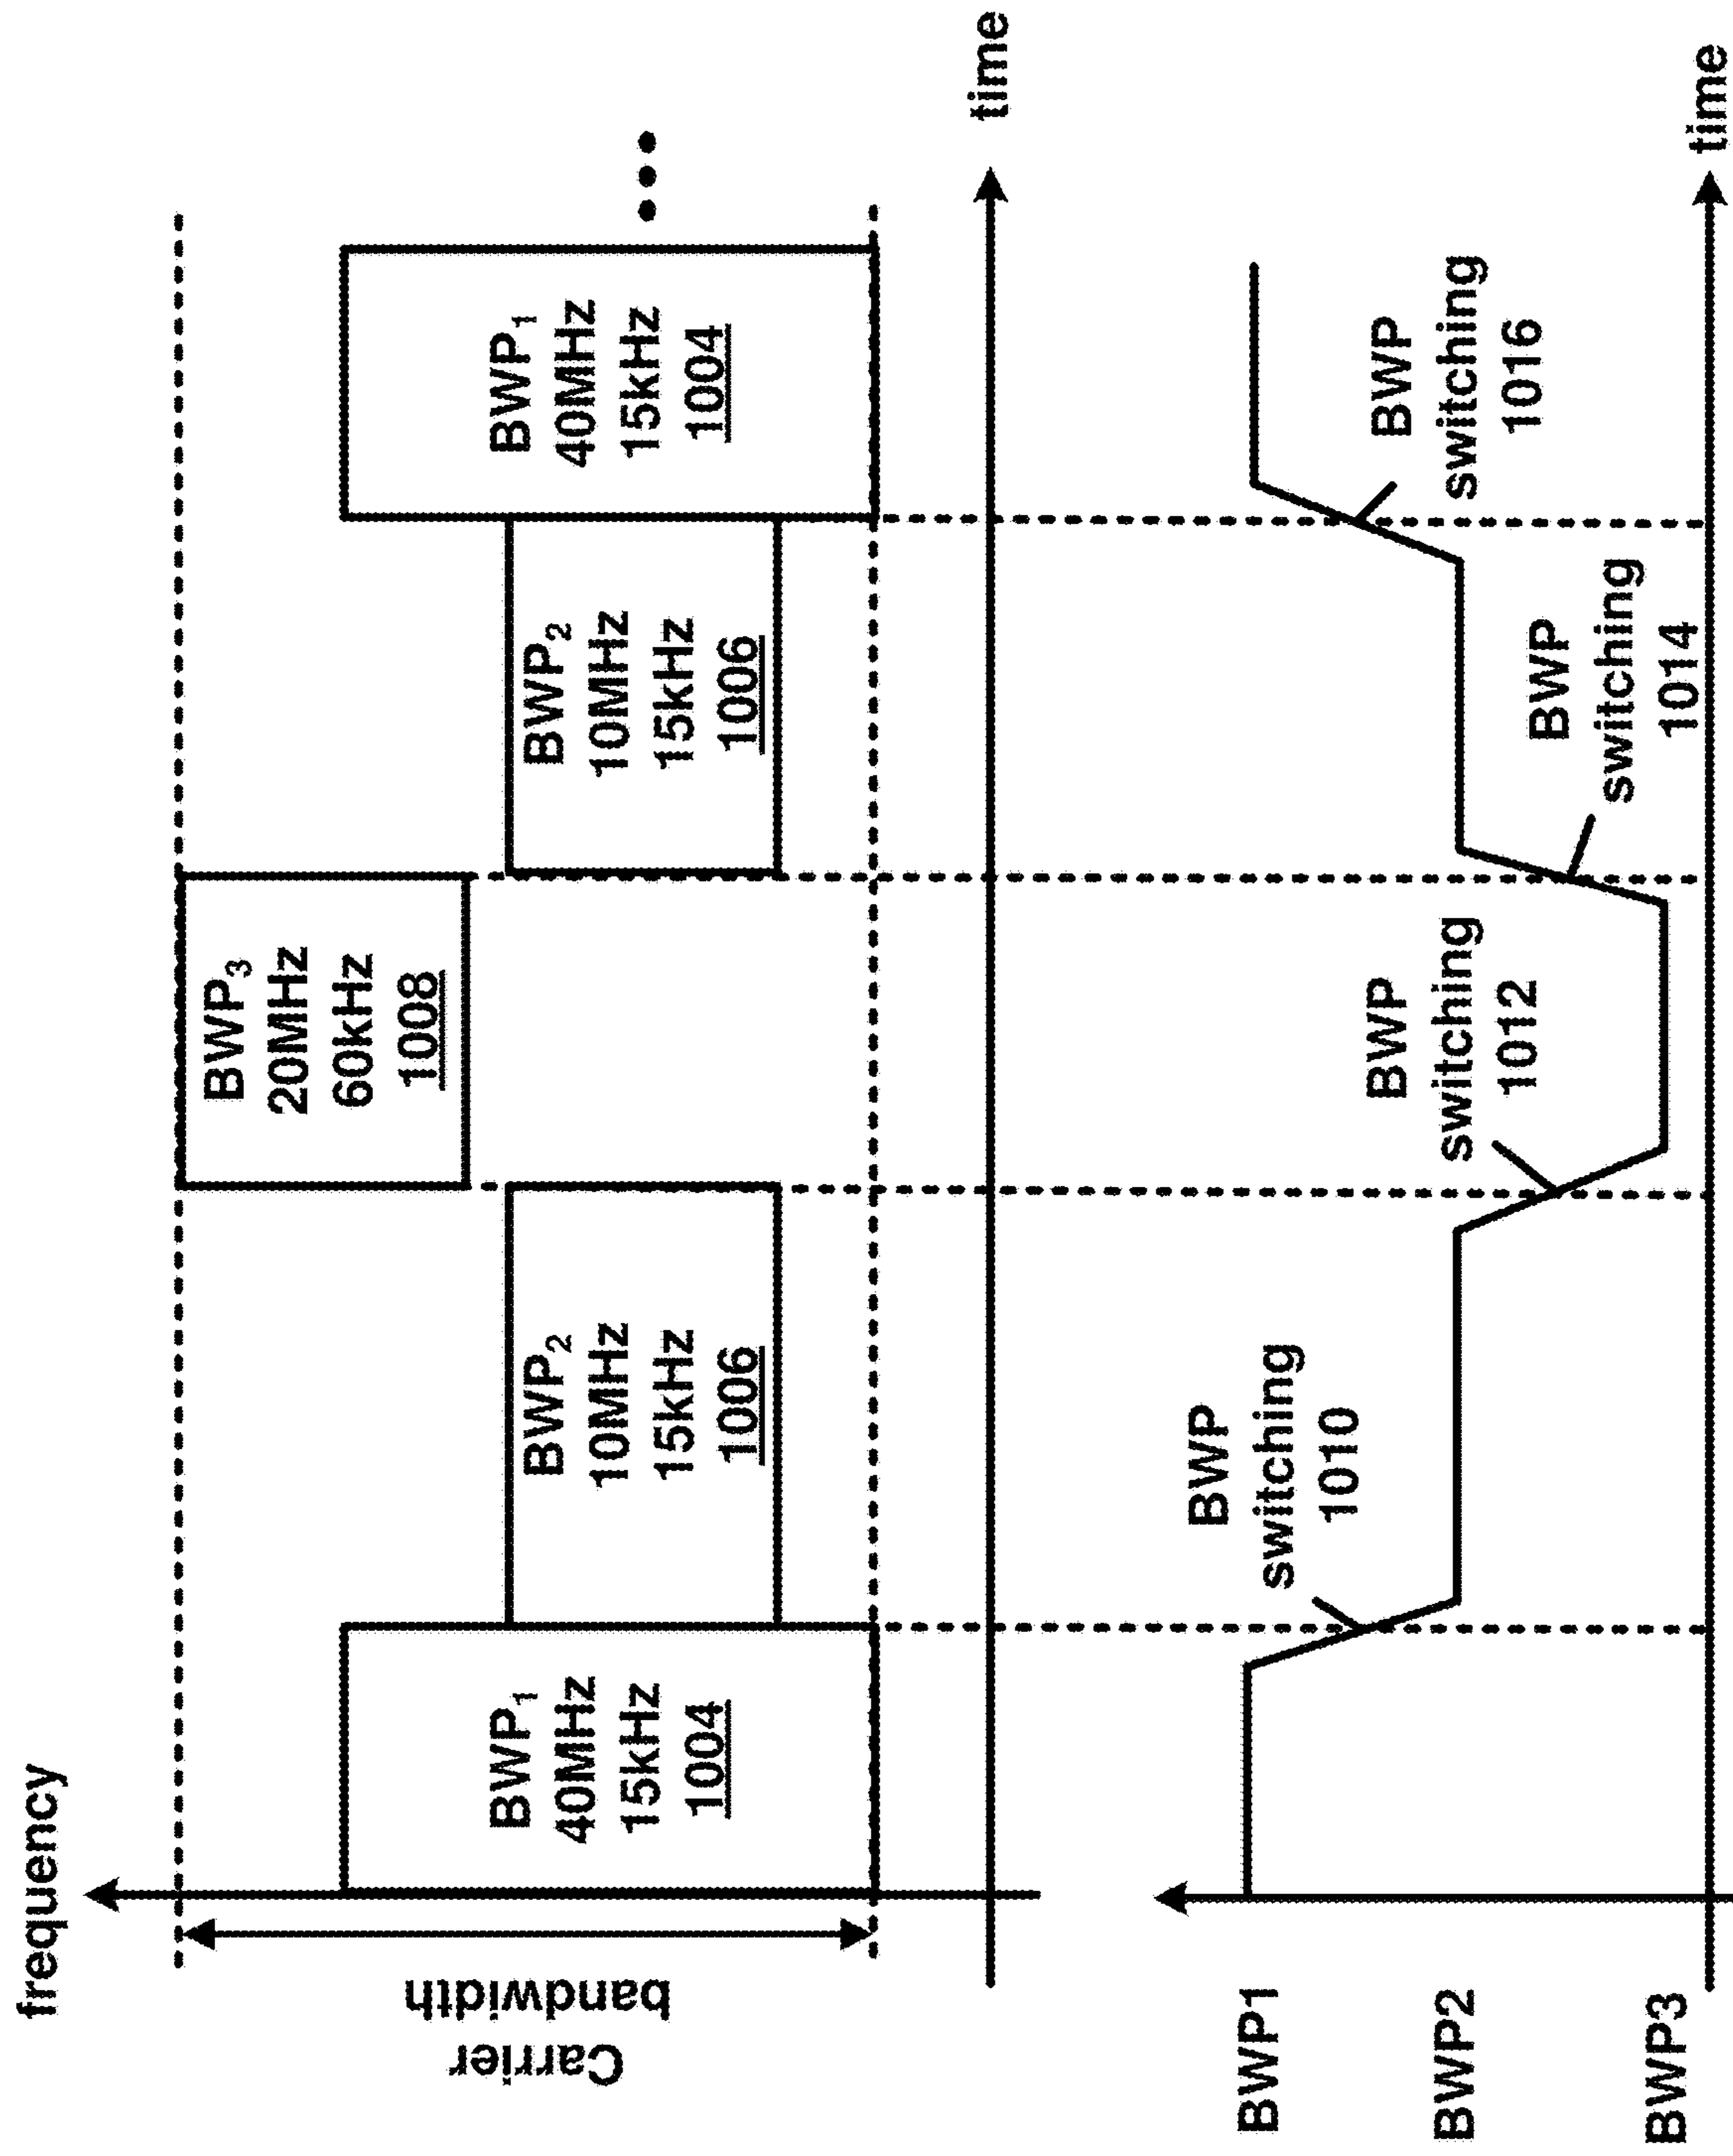 frequency
Carrier
bandwidth
BWP1
40MHz
15kHz
1004
BWP2
10MHz
15kHz
1006
BWP3
20MHz
60kHz
1008
BWP2
10MHz
15kHz
1006
BWP1
40MHz
15kHz
1004
time
BWP1
BWP2
BWP3
BWP
switching
1010
BWP
switching
1012
BWP
switching
1014
BWP
switching
1016
time